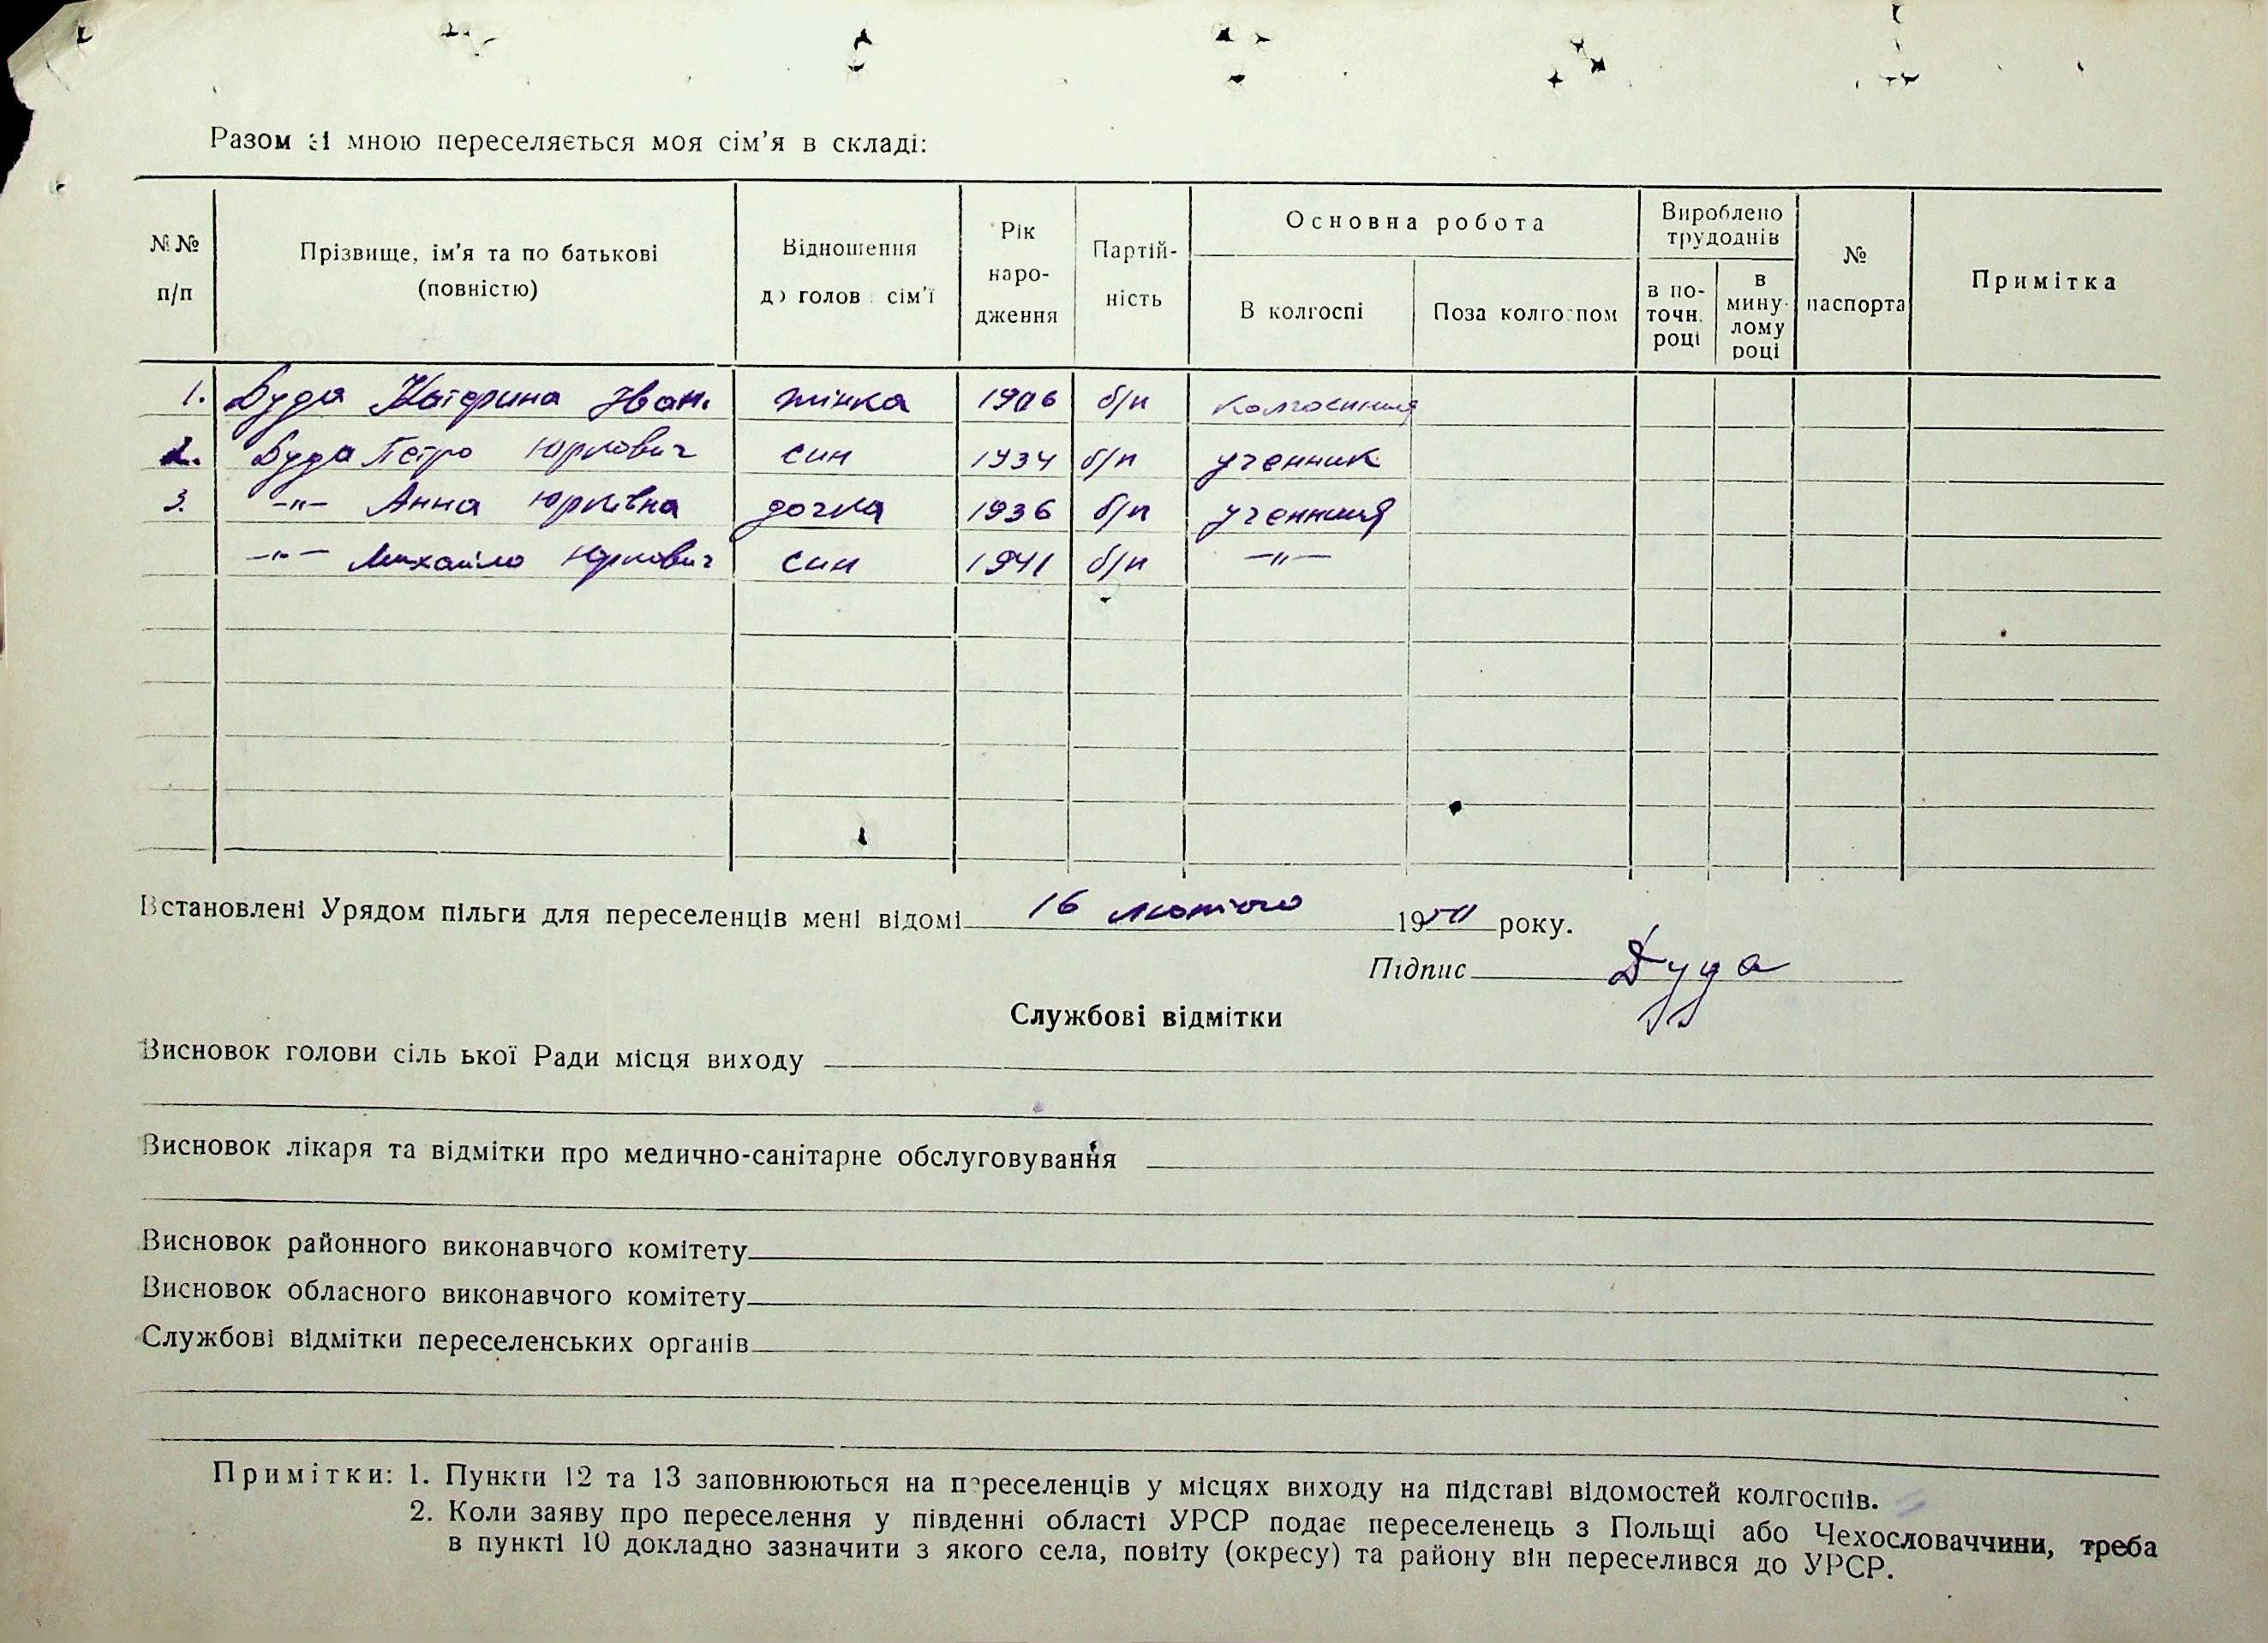 Разом зі мною переселяється моя сім'я в складі:
№№ п/п
Прізвище, ім'я та по батькові (повністю)
Відношення до голови сім'ї
Рік народження
Партійність
Основна робота
В колгоспі
Поза колгоспом
Вироблено трудоднів
в поточн. році
в минулому році
№ паспорта
Примітка
1. Дуда Катерина Іван. жінка 1906 б/п колгоспниця
2. Дуда Петро Юркович син 1934 б/п ученник
3. -"- Анна Юрківна дочка 1936 б/п учениця
-"- Михайло Юркович син 1941 б/п -"-
Встановлені Урядом пільги для переселенців мені відомі 16 лютого 19 року.
Підпис Дуда
Службові відмітки
Висновок голови сільської Ради місця виходу
Висновок лікаря та відмітки про медично-санітарне обслуговування
Висновок районного виконавчого комітету
Висновок обласного виконавчого комітету
Службові відмітки переселенських органів
Примітки: 1. Пункти 12 та 13 заповнюються на переселенців у місцях виходу на підставі відомостей колгоспів.
2. Коли заяву про переселення у південні області УРСР подає переселенець з Польщі або Чехословаччини, треба
в пункті 10 докладно зазначити з якого села, повіту (окресу) та району він переселився до УРСР.